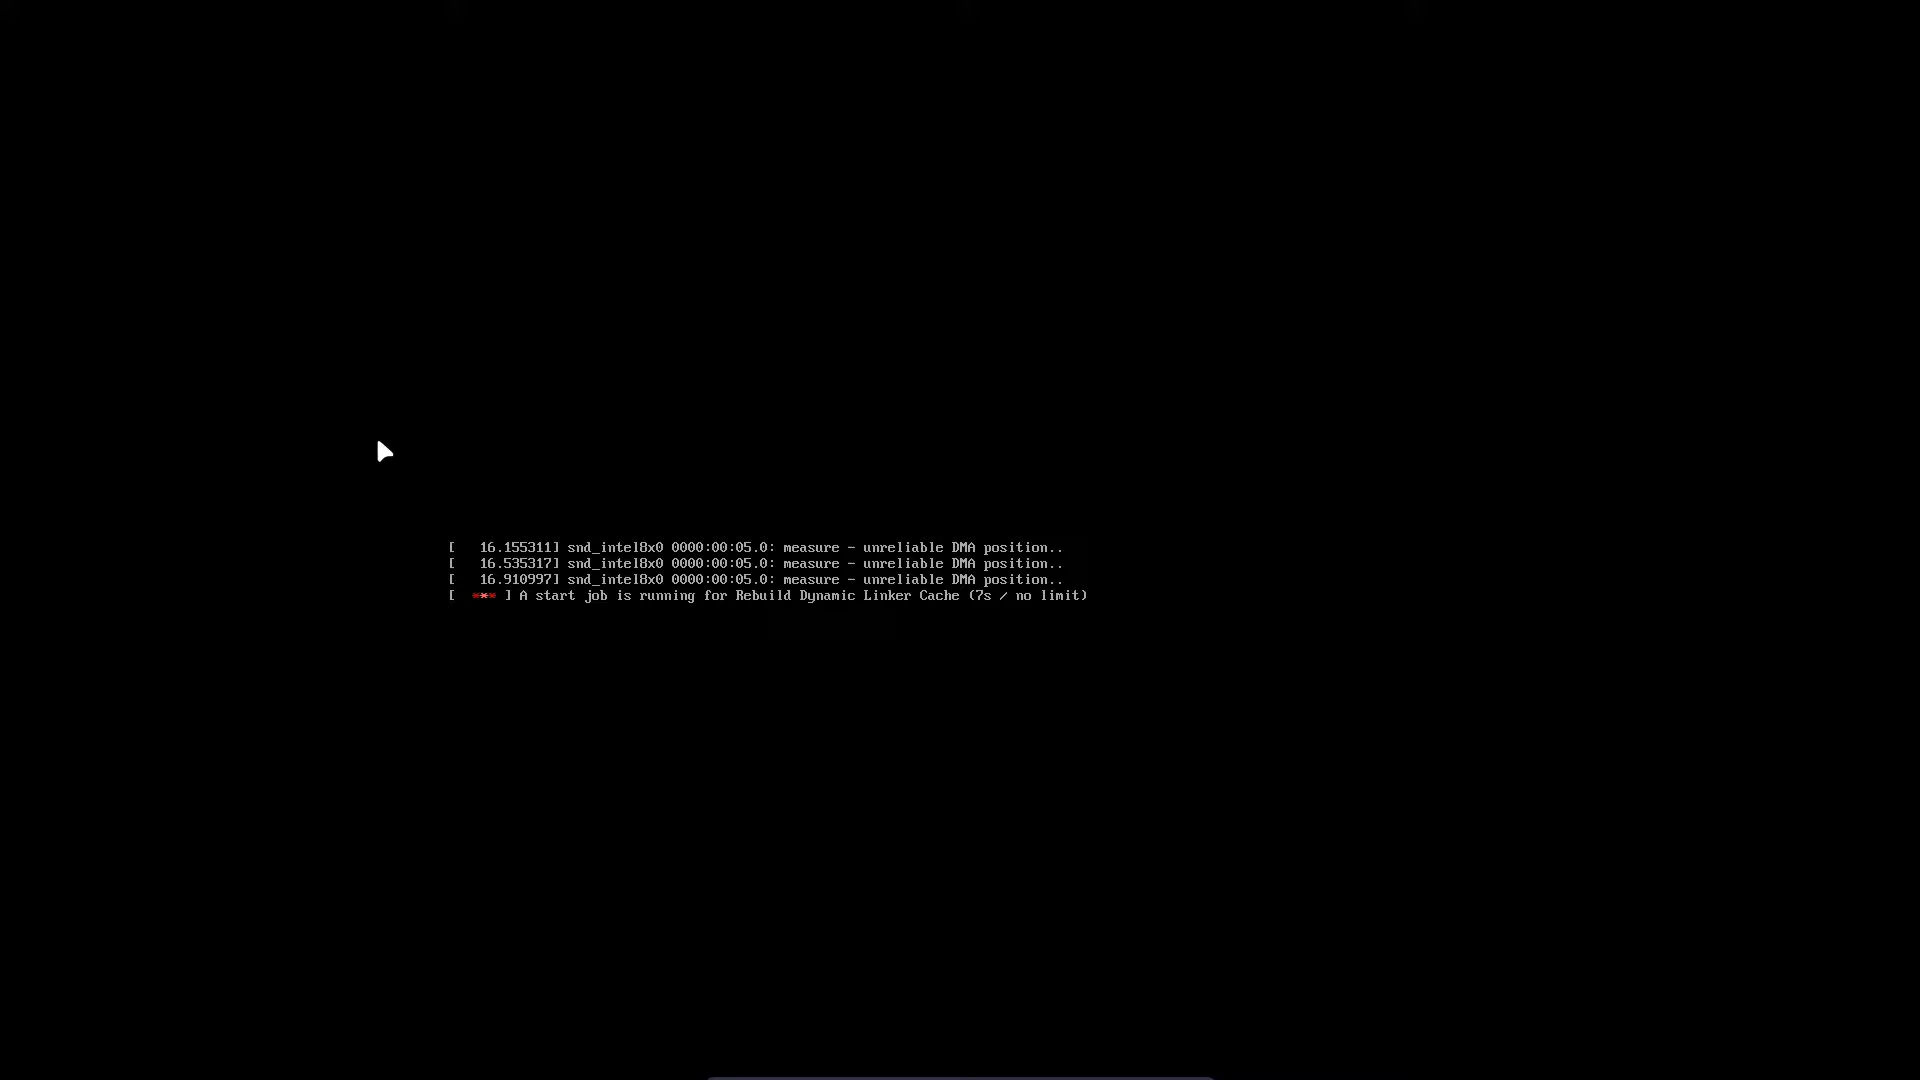 [   16.155311] snd_intel8x0 0000:00:05.0: measure - unreliable DMA position..
[   16.535317] snd_intel8x0 0000:00:05.0: measure - unreliable DMA position..
[   16.910997] snd_intel8x0 0000:00:05.0: measure - unreliable DMA position..
[  *** ] A start job is running for Rebuild Dynamic Linker Cache (7s / no limit)